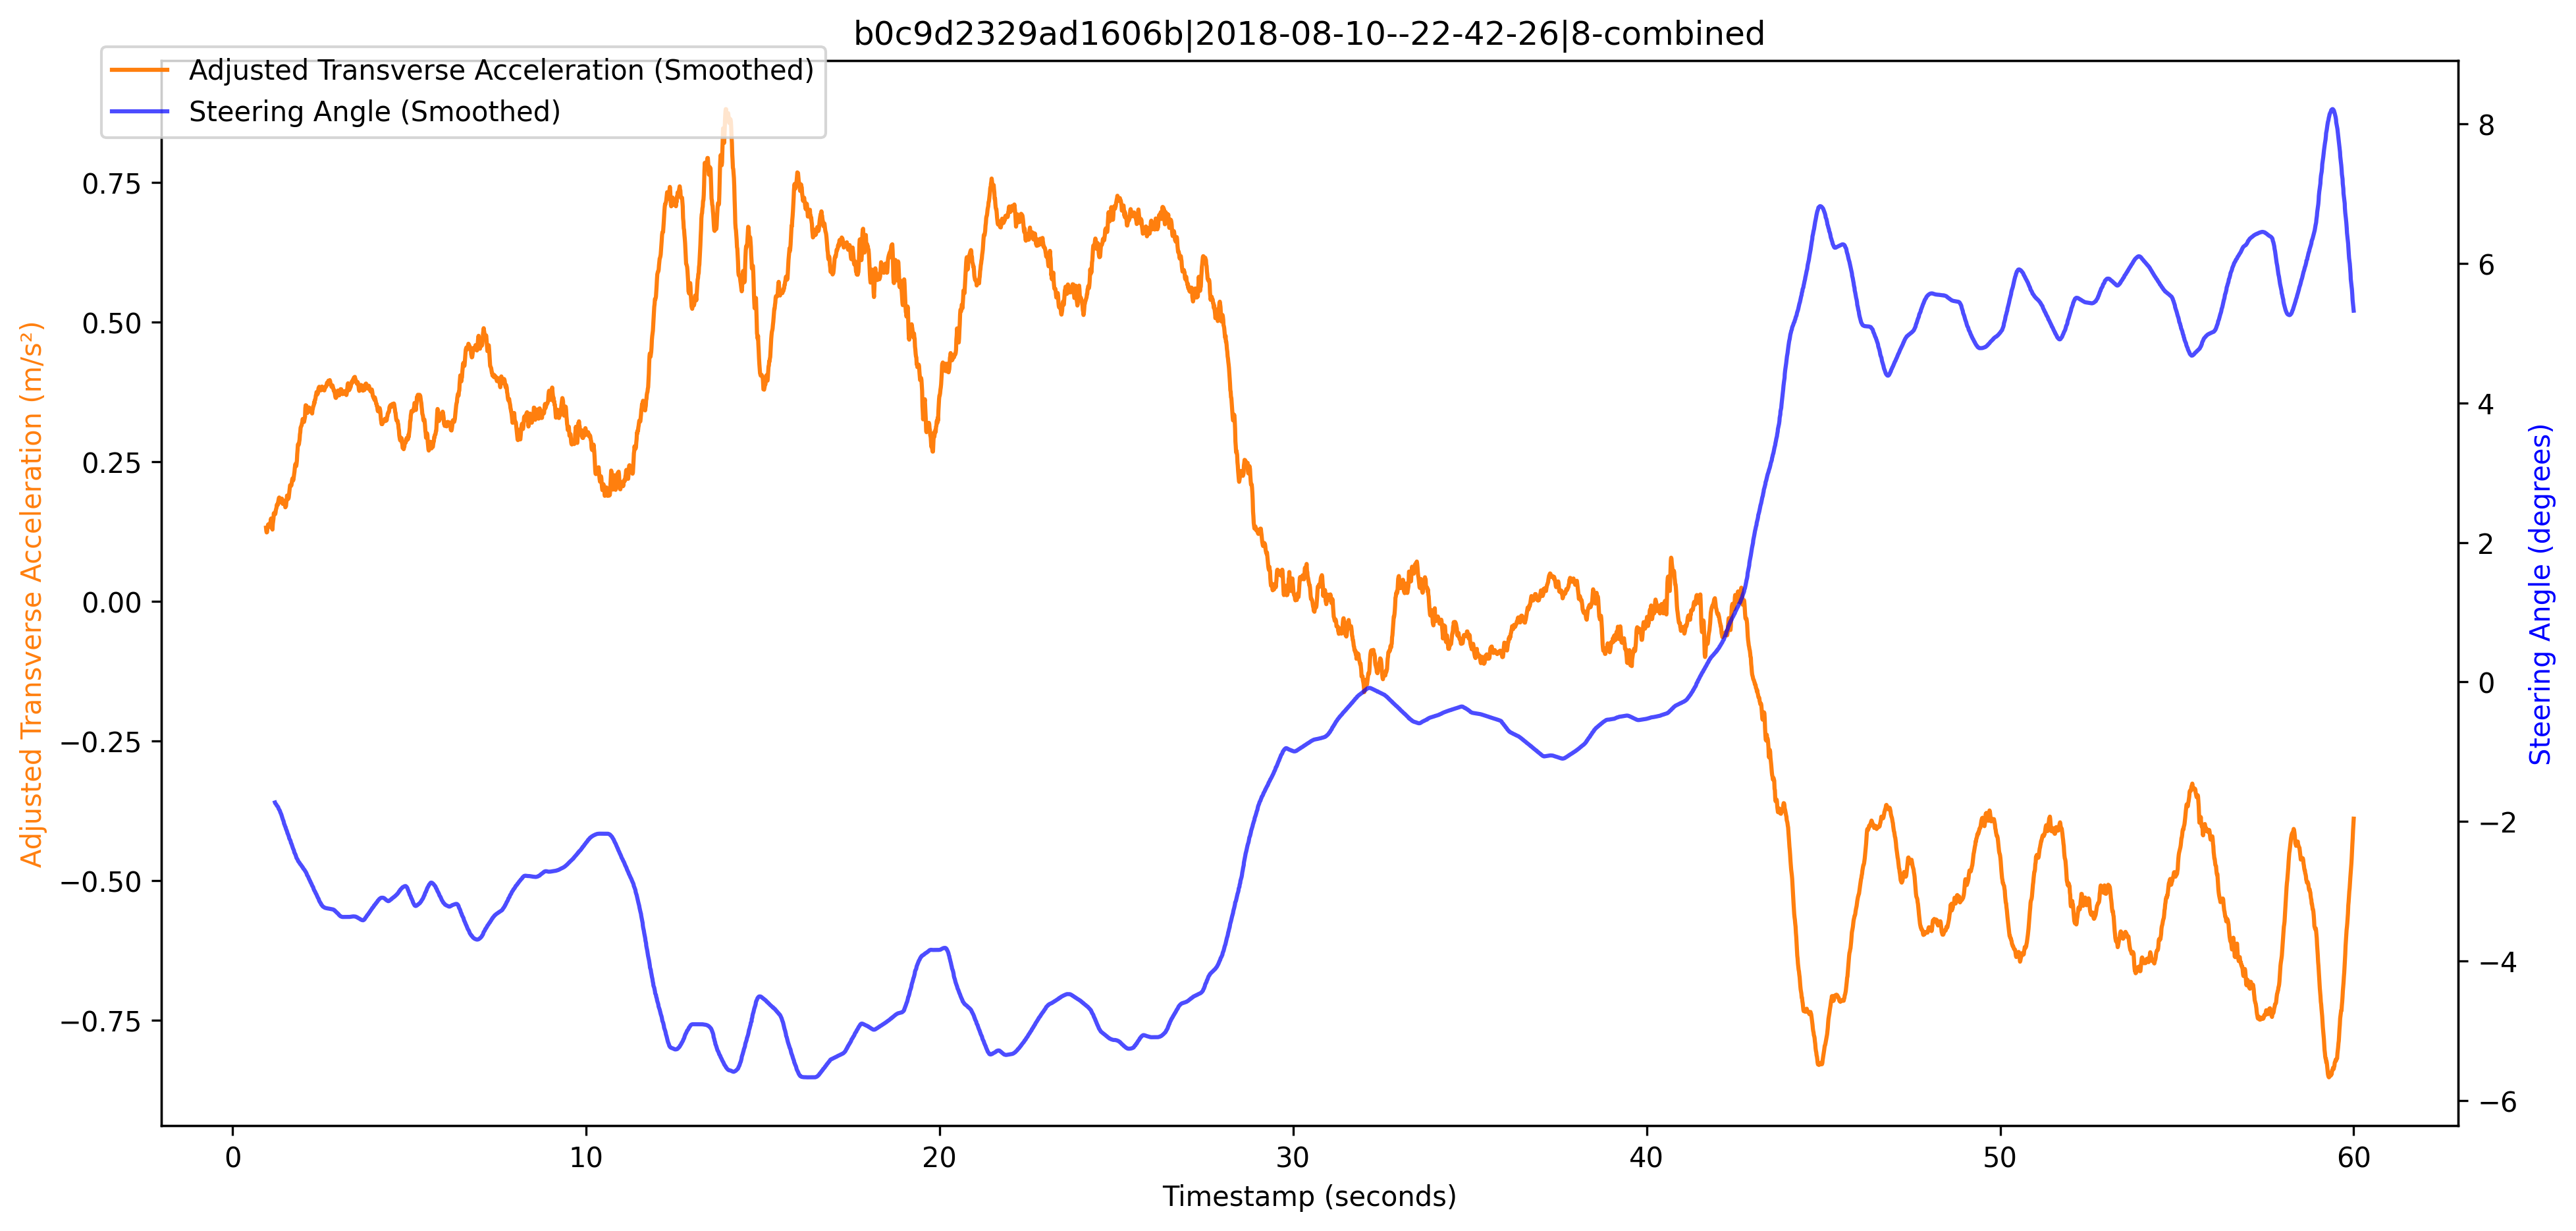 b0c9d2329ad1606b|2018-08-10--22-42-26|8-combined
Adjusted Transverse Acceleration (Smoothed)
Steering Angle (Smoothed)
Adjusted Transverse Acceleration (m/s²)
0.75
0.50
0.25
0.00
−0.25
−0.50
−0.75
8
6
4
2
0
−2
−4
−6
Steering Angle (degrees)
0 10 20 30 40 50 60
Timestamp (seconds)